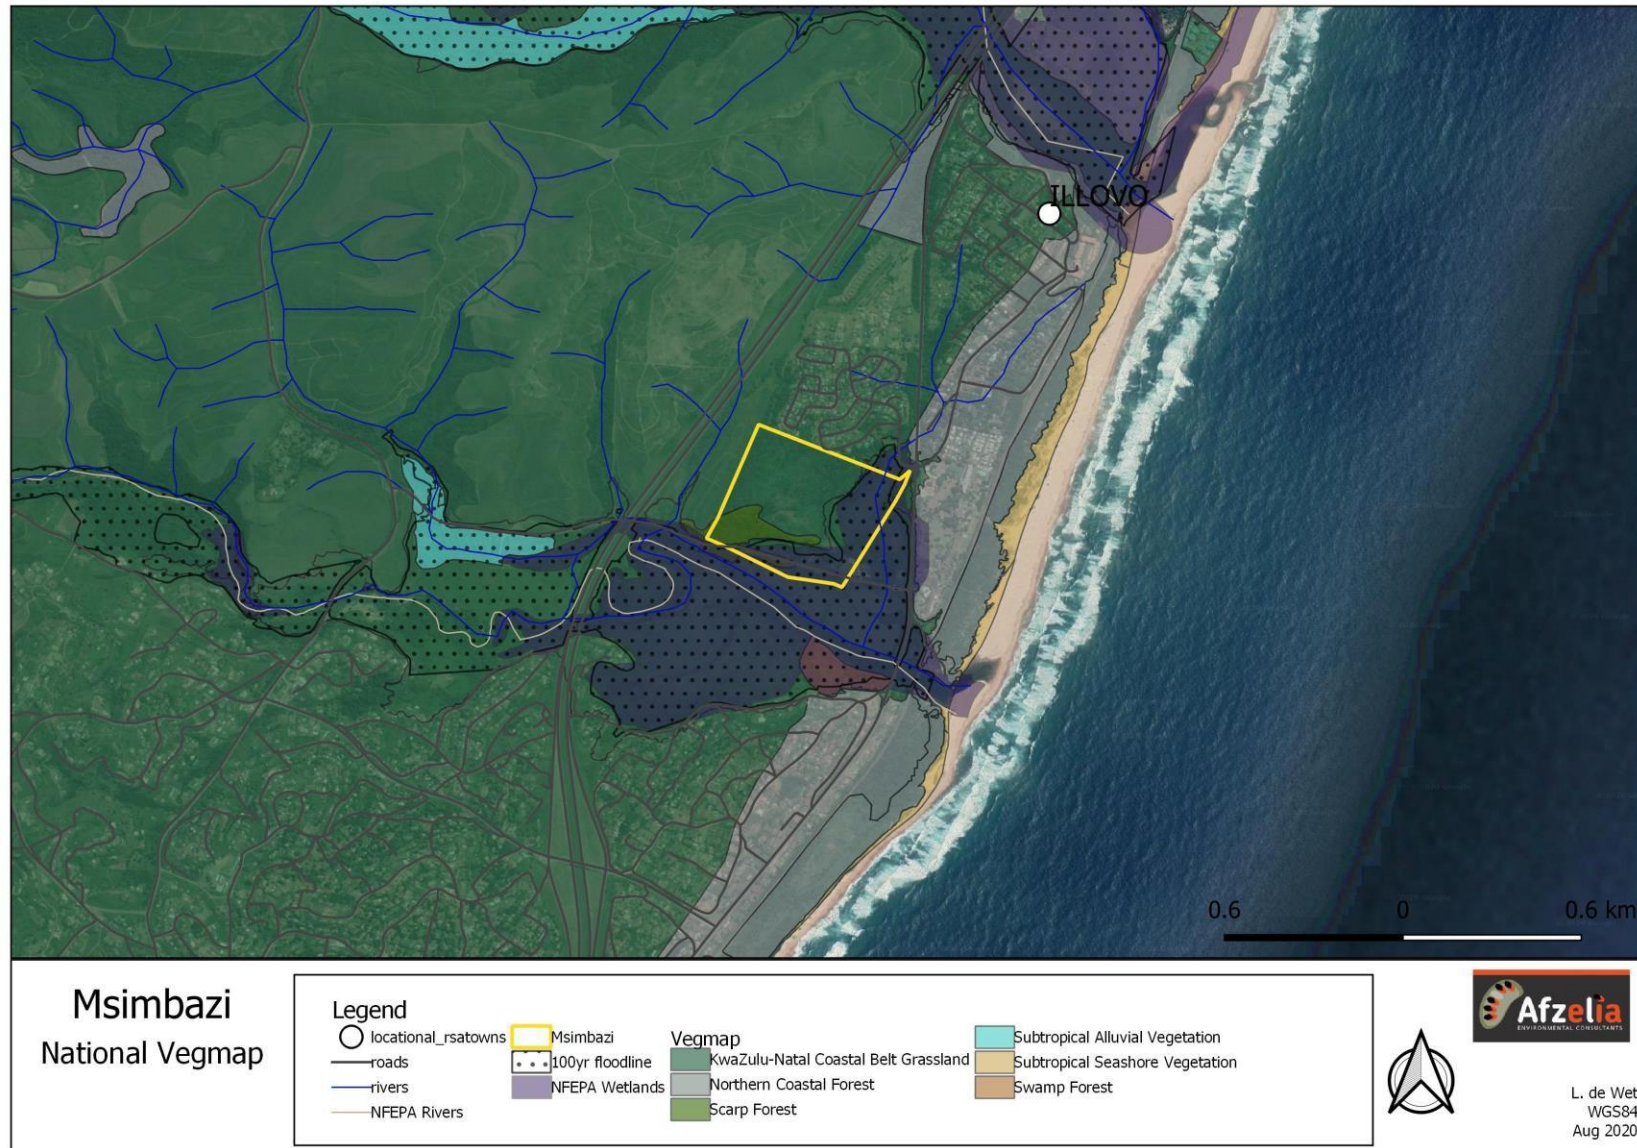 ILLOVO
0.6 0 0.6 km
Msimbazi
National Vegmap
Legend
locational_rsatowns
roads
rivers
NFEPA Rivers
Msimbazi
100yr floodline
NFEPA Wetlands
Vegmap
KwaZulu-Natal Coastal Belt Grassland
Northern Coastal Forest
Scarp Forest
Subtropical Alluvial Vegetation
Subtropical Seashore Vegetation
Swamp Forest
Afzelia
ENVIRONMENTAL CONSULTANTS
L. de Wet
WGS84
Aug 2020